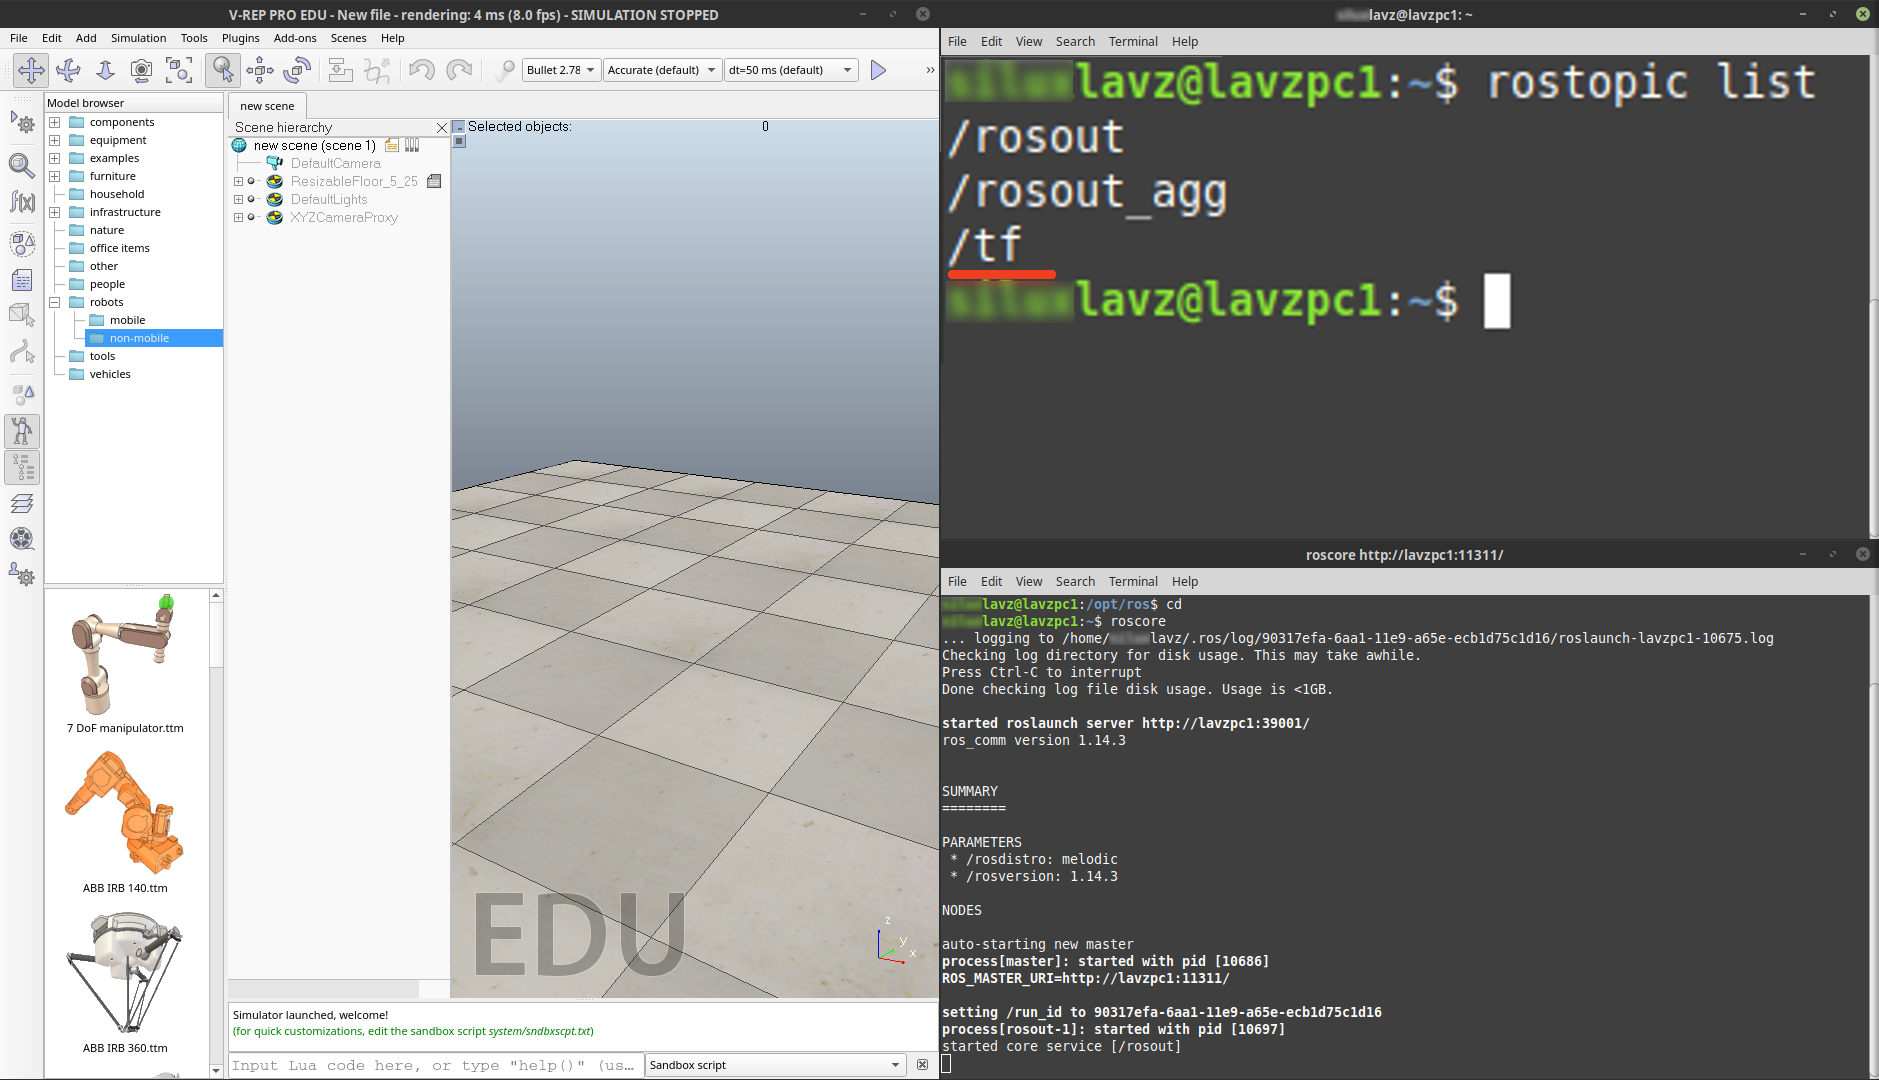 V-REP PRO EDU - New file - rendering: 4 ms (8.0 fps) - SIMULATION STOPPED
File Edit Add Simulation Tools Plugins Add-ons Scenes Help
Bullet 2.78 Accurate (default) dt=50 ms (default) »
Model browser
components
equipment
examples
furniture
household
infrastructure
nature
office items
other
people
robots
mobile
non-mobile
tools
vehicles
7 DoF manipulator.ttm
ABB IRB 140.ttm
ABB IRB 360.ttm
new scene
Scene hierarchy
new scene (scene 1)
DefaultCamera
ResizableFloor_5_25
DefaultLights
XYZCameraProxy
f(x)
Selected objects: 0
EDU
z
y
x
Simulator launched, welcome!
(for quick customizations, edit the sandbox script system/sndbxscpt.txt)
Input Lua code here, or type "help()" (us...
Sandbox script
lavz@lavzpc1: ~
File Edit View Search Terminal Help
lavz@lavzpc1:~$ rostopic list
/rosout
/rosout_agg
/tf
lavz@lavzpc1:~$
roscore http://lavzpc1:11311/
File Edit View Search Terminal Help
lavz@lavzpc1:/opt/ros$ cd
lavz@lavzpc1:~$ roscore
... logging to /home/ lavz/.ros/log/90317efa-6aa1-11e9-a65e-ecb1d75c1d16/roslaunch-lavzpc1-10675.log
Checking log directory for disk usage. This may take awhile.
Press Ctrl-C to interrupt
Done checking log file disk usage. Usage is <1GB.
started roslaunch server http://lavzpc1:39001/
ros_comm version 1.14.3
SUMMARY
========
PARAMETERS
* /rosdistro: melodic
* /rosversion: 1.14.3
NODES
auto-starting new master
process[master]: started with pid [10686]
ROS_MASTER_URI=http://lavzpc1:11311/
setting /run_id to 90317efa-6aa1-11e9-a65e-ecb1d75c1d16
process[rosout-1]: started with pid [10697]
started core service [/rosout]